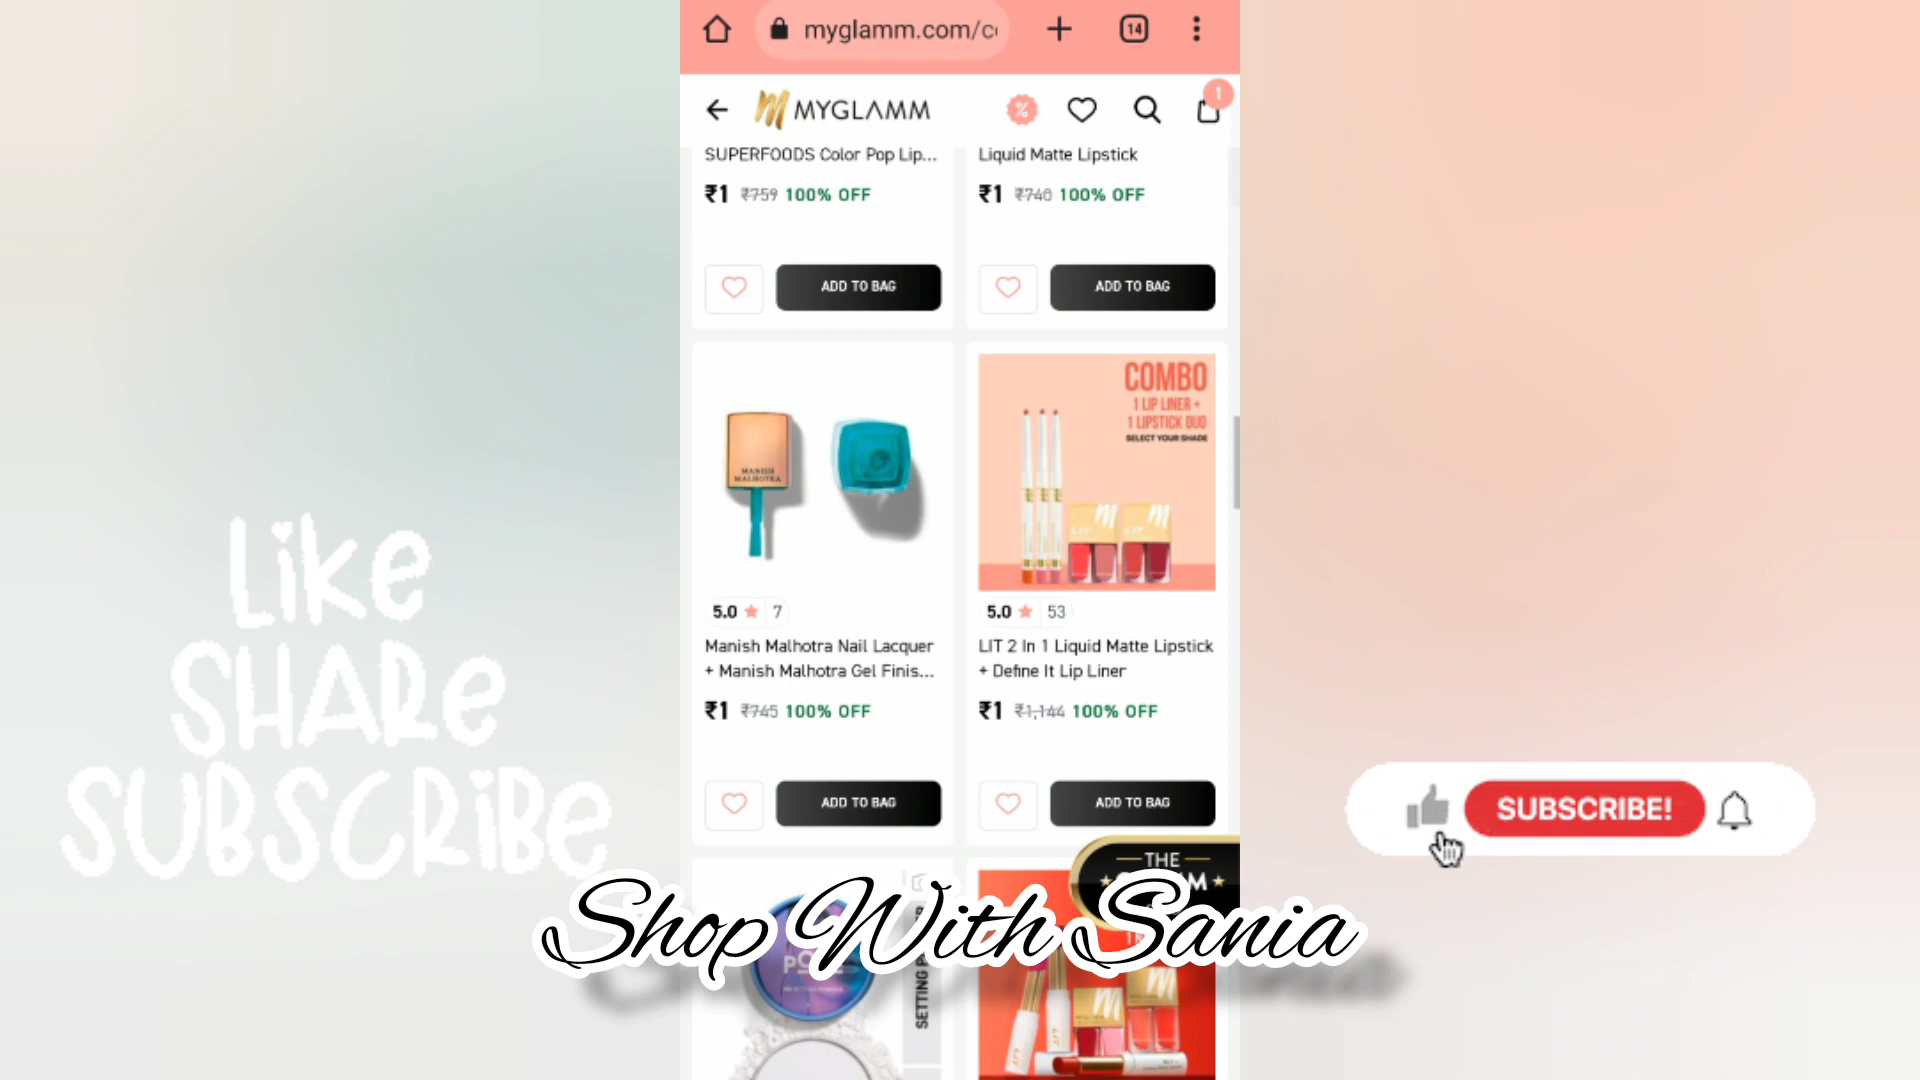 myglamm.com/c
14
MYGLAMM
%
1
SUPERFOODS Color Pop Lip...
₹1 ₹759 100% OFF
ADD TO BAG
Liquid Matte Lipstick
₹1 ₹740 100% OFF
ADD TO BAG
MANISH
MALHOTRA
5.0 ★ 7
Manish Malhotra Nail Lacquer
+ Manish Malhotra Gel Finis...
₹1 ₹745 100% OFF
ADD TO BAG
COMBO
1 LIP LINER +
1 LIPSTICK DUO
SELECT YOUR SHADE
5.0 ★ 53
LIT 2 In 1 Liquid Matte Lipstick
+ Define It Lip Liner
₹1 ₹1,144 100% OFF
ADD TO BAG
THE
SETTING
LIT
Like
SHARe
SUBSCRiBe
SUBSCRIBE!
Shop With Sania